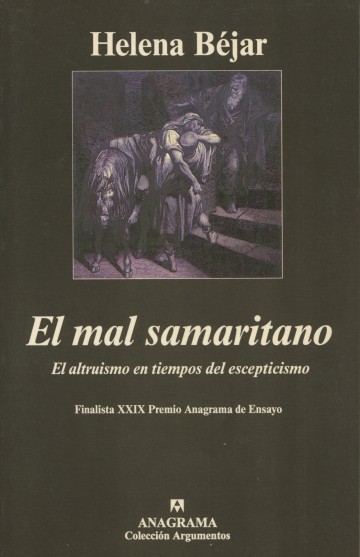 Helena Béjar
El mal samaritano
El altruismo en tiempos del escepticismo
Finalista XXIX Premio Anagrama de Ensayo
ANAGRAMA
Colección Argumentos